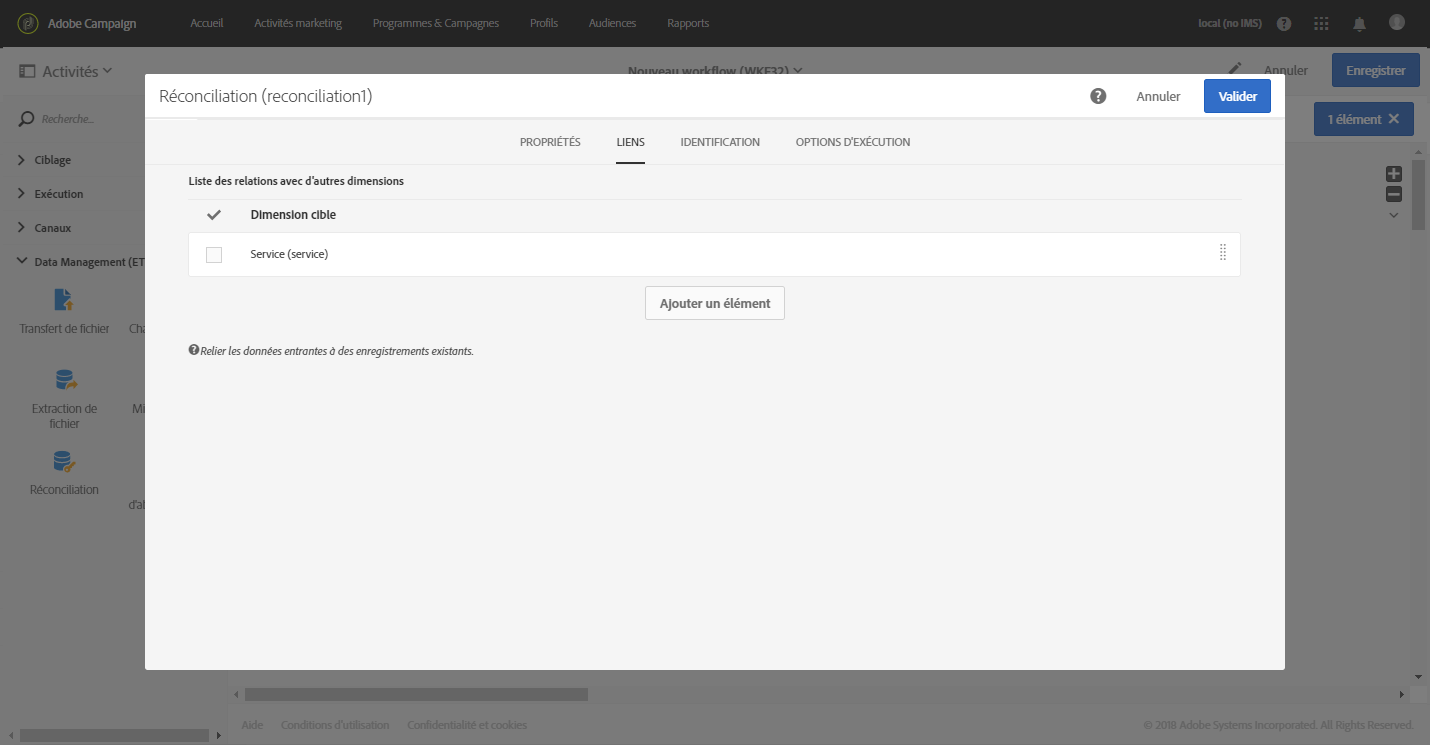 Adobe Campaign
Accueil
Activités marketing
Programmes & Campagnes
Profils
Audiences
Rapports
local (no IMS)
Activités
Nouveau workflow (WKF32)
Annuler
Enregistrer
Réconciliation (reconciliation1)
Annuler
Valider
Recherche...
1 élément
PROPRIÉTÉS
LIENS
IDENTIFICATION
OPTIONS D'EXÉCUTION
Ciblage
Exécution
Canaux
Data Management (ET
Transfert de fichier
Cha
Extraction de
fichier
Mi
Réconciliation
d'al
Liste des relations avec d'autres dimensions
Dimension cible
Service (service)
Ajouter un élément
Relier les données entrantes à des enregistrements existants.
Aide
Conditions d'utilisation
Confidentialité et cookies
© 2018 Adobe Systems Incorporated. All Rights Reserved.